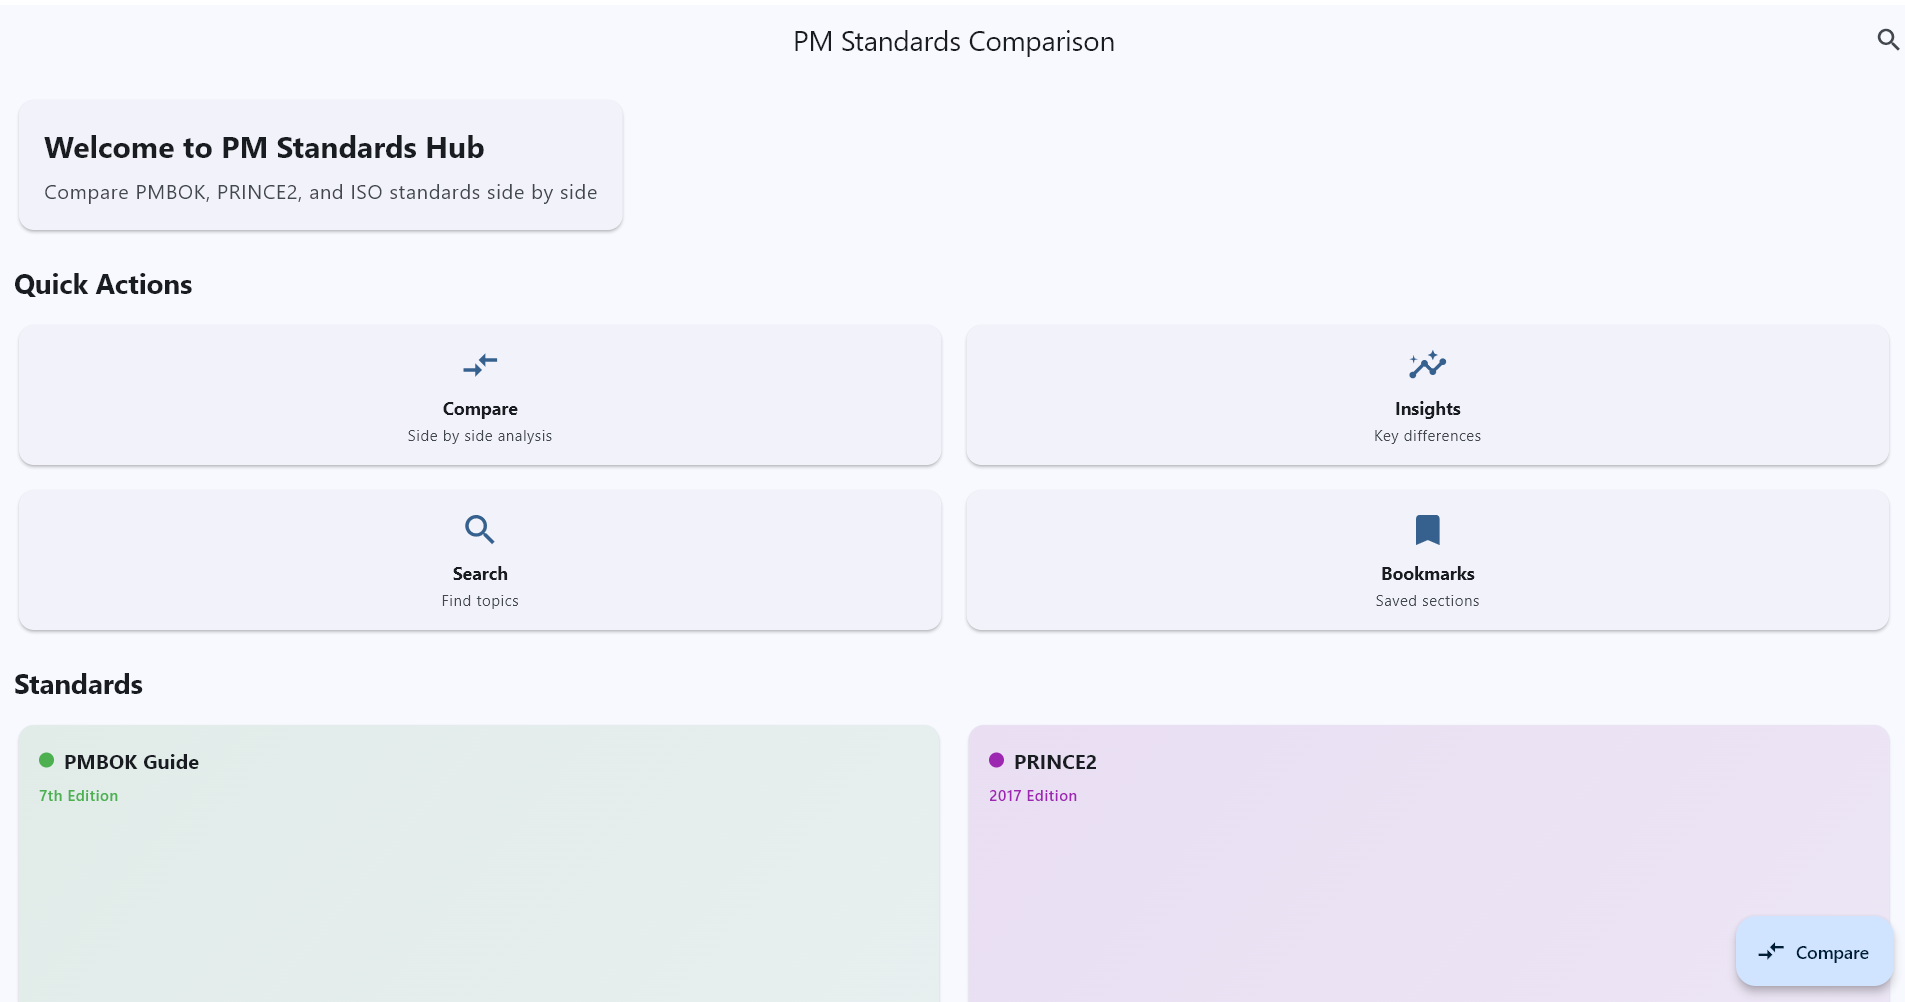 PM Standards Comparison
Welcome to PM Standards Hub
Compare PMBOK, PRINCE2, and ISO standards side by side
Quick Actions
Compare
Side by side analysis
Insights
Key differences
Search
Find topics
Bookmarks
Saved sections
Standards
PMBOK Guide
7th Edition
PRINCE2
2017 Edition
Compare